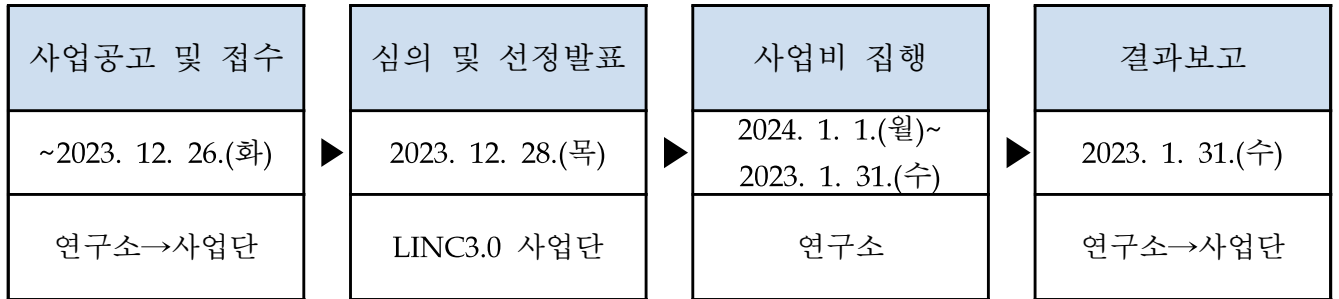 사업공고 및 접수
~2023. 12. 26.(화)
연구소→사업단
심의 및 선정발표
2023. 12. 28.(목)
LINC3.0 사업단
사업비 집행
2024. 1. 1.(월)~
2023. 1. 31.(수)
연구소
결과보고
2023. 1. 31.(수)
연구소→사업단